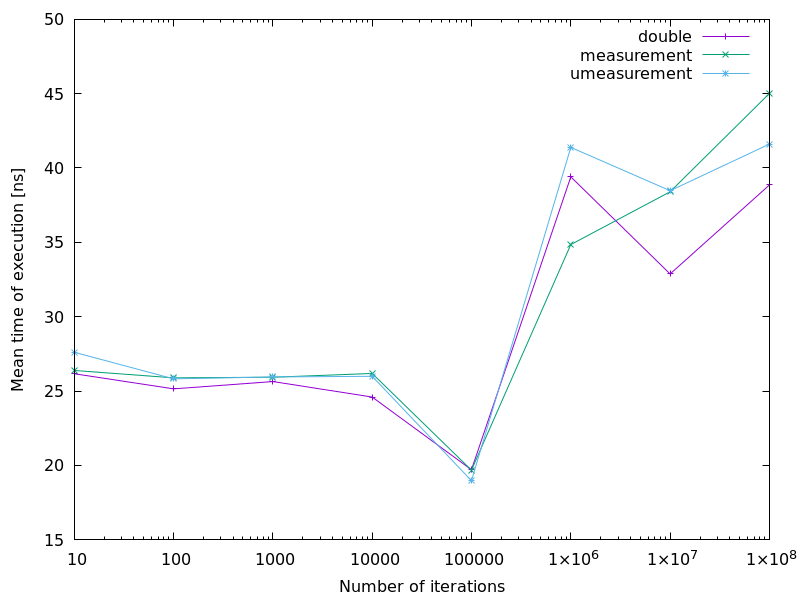 50
45
40
35
30
25
20
15
double
measurement
umeasurement
Mean time of execution [ns]
10 100 1000 10000 100000 1×10⁶ 1×10⁷ 1×10⁸
Number of iterations